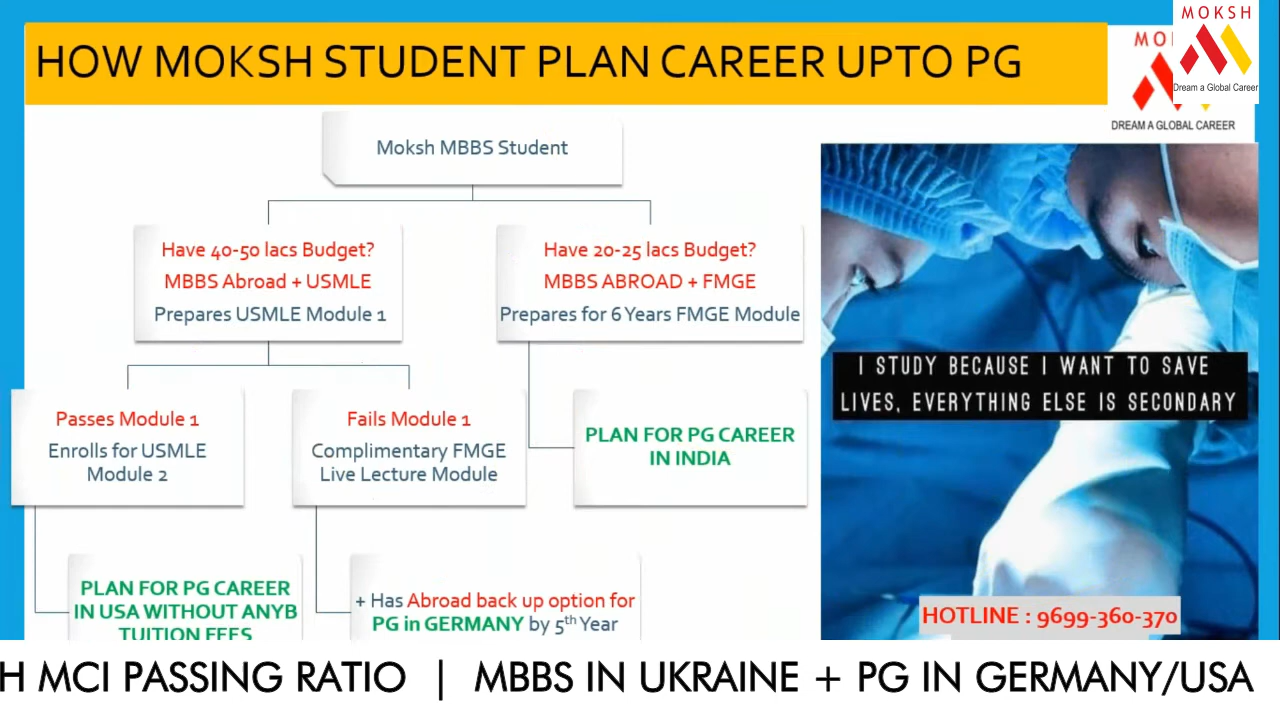 HOW MOKSH STUDENT PLAN CAREER UPTO PG
MOKSH
Dream a Global Career
MO
DREAM A GLOBAL CAREER
Moksh MBBS Student
Have 40-50 lacs Budget?
MBBS Abroad + USMLE
Prepares USMLE Module 1
Have 20-25 lacs Budget?
MBBS ABROAD + FMGE
Prepares for 6 Years FMGE Module
Passes Module 1
Enrolls for USMLE
Module 2
Fails Module 1
Complimentary FMGE
Live Lecture Module
PLAN FOR PG CAREER
IN INDIA
PLAN FOR PG CAREER
IN USA WITHOUT ANYB
TUITION FEES
+ Has Abroad back up option for
PG in GERMANY by 5th Year
I STUDY BECAUSE I WANT TO SAVE
LIVES, EVERYTHING ELSE IS SECONDARY
HOTLINE : 9699-360-370
H MCI PASSING RATIO | MBBS IN UKRAINE + PG IN GERMANY/USA